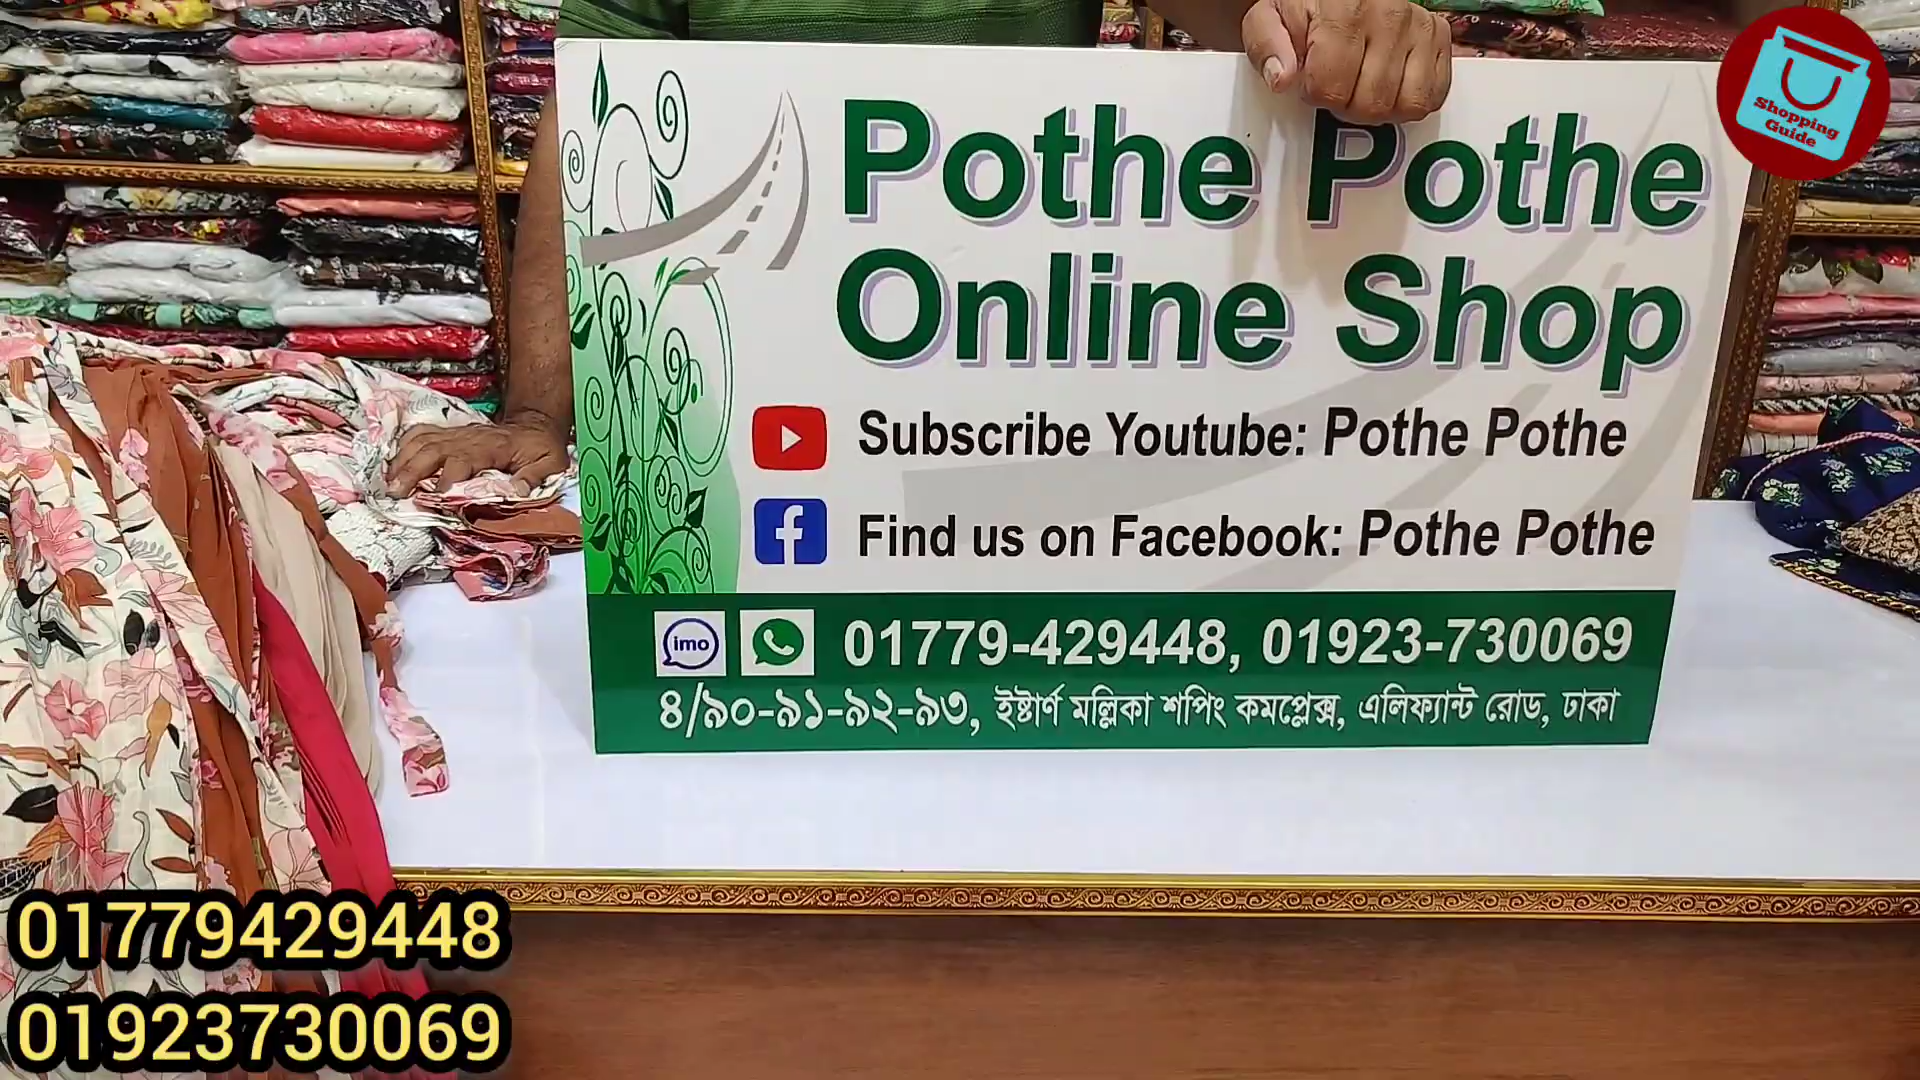 Shopping
Guide
Pothe Pothe
Online Shop
Subscribe Youtube: Pothe Pothe
Find us on Facebook: Pothe Pothe
imo
01779-429448, 01923-730069
৪/৯০-৯১-৯২-৯৩, ইষ্টার্ণ মল্লিকা শপিং কমপ্লেক্স, এলিফ্যান্ট রোড, ঢাকা
01779429448
01923730069